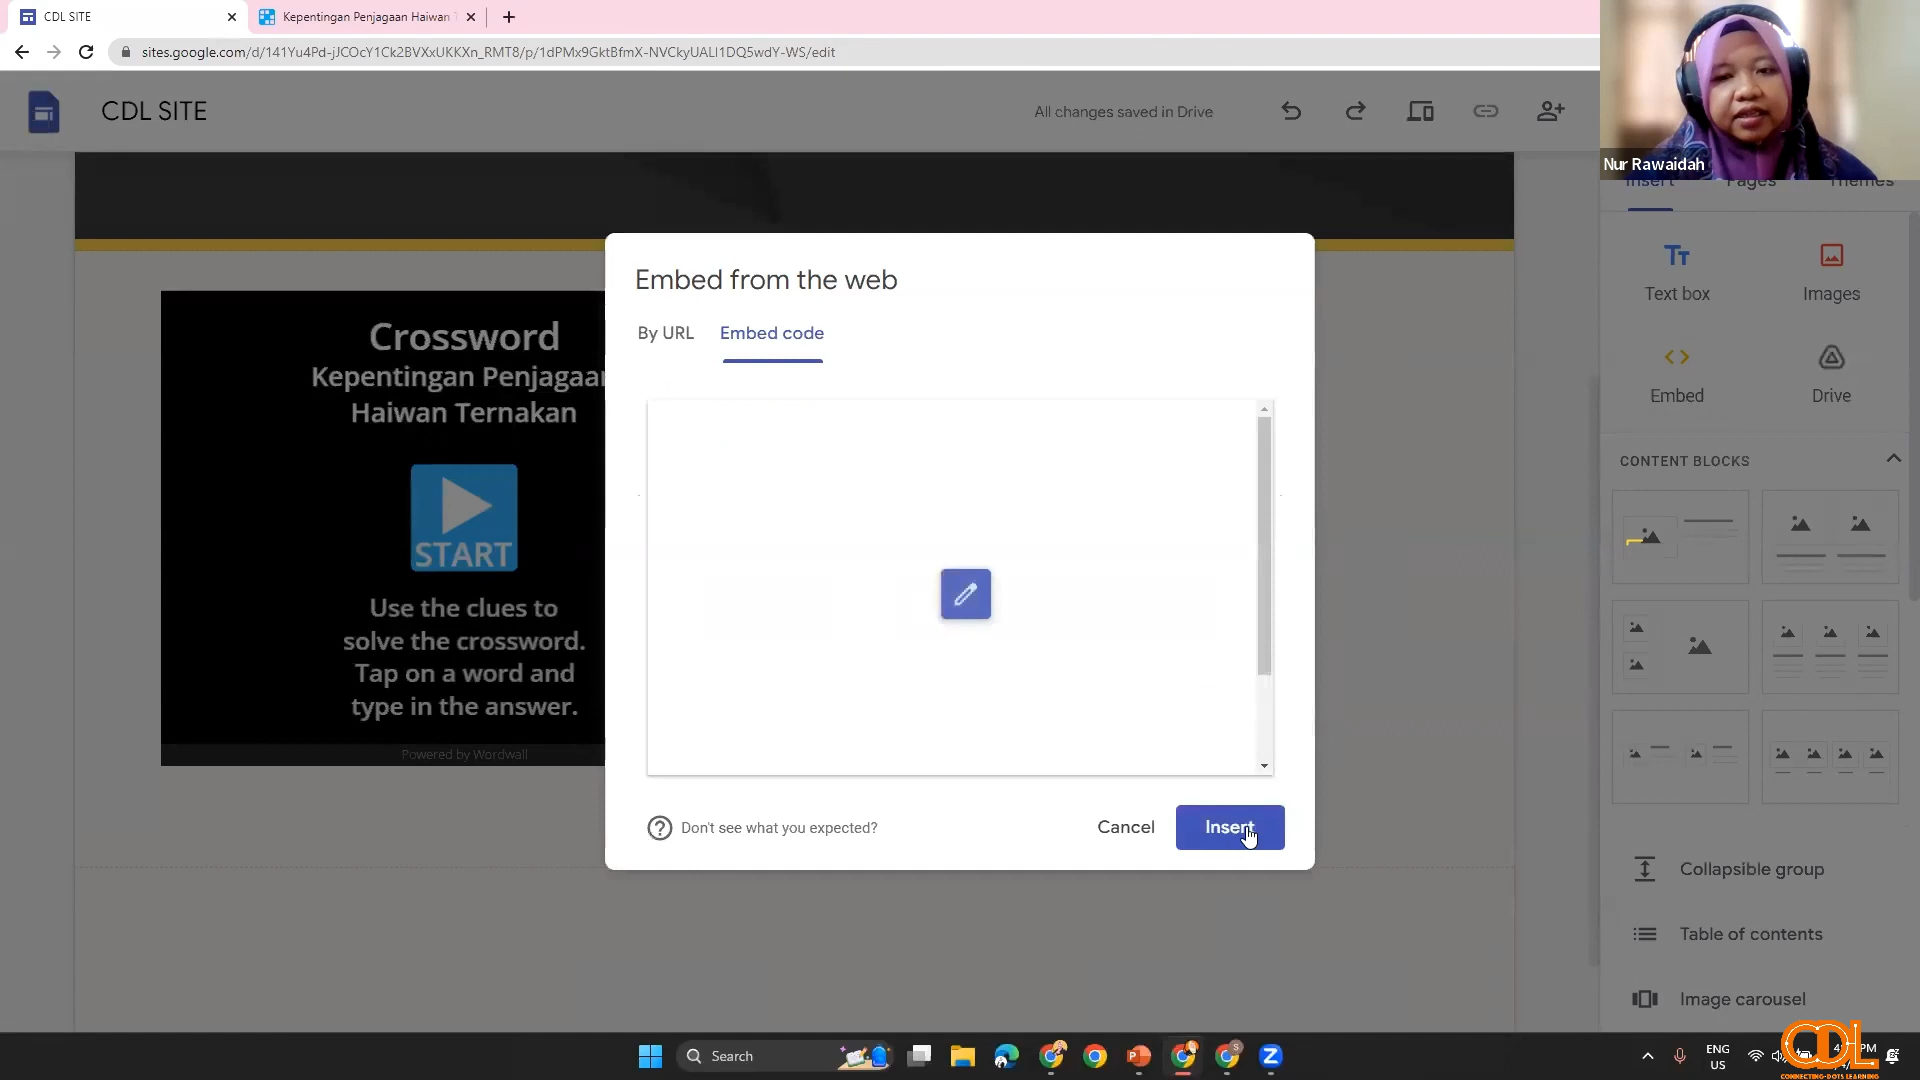 CDL SITE
Kepentingan Penjagaan Haiwan
sites.google.com/d/141Yu4Pd-jJCOcY1Ck2BVXxUKKXn_RMT8/p/1dPMx9GktBfmX-NVCkyUALI1DQ5wdY-WS/edit
CDL SITE
All changes saved in Drive
Nur Rawaidah
Insert
Pages
Themes
Embed from the web
By URL
Embed code
Text box
Images
Embed
Drive
CONTENT BLOCKS
Crossword
Kepentingan Penjagaan
Haiwan Ternakan
START
Use the clues to
solve the crossword.
Tap on a word and
type in the answer.
Powered by Wordwall
Don't see what you expected?
Cancel
Insert
Collapsible group
Table of contents
Image carousel
Search
ENG
US
PM
CDL
CONNECTING-DOTS LEARNING